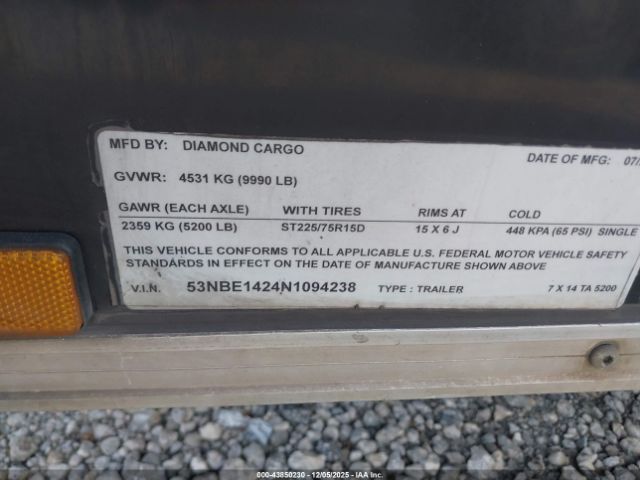 MFD BY: DIAMOND CARGO DATE OF MFG: 07/
GVWR: 4531 KG (9990 LB)
GAWR (EACH AXLE) WITH TIRES RIMS AT COLD
2359 KG (5200 LB) ST225/75R15D 15 X 6 J 448 KPA (65 PSI) SINGLE
THIS VEHICLE CONFORMS TO ALL APPLICABLE U.S. FEDERAL MOTOR VEHICLE SAFETY
STANDARDS IN EFFECT ON THE DATE OF MANUFACTURE SHOWN ABOVE
V.I.N. 53NBE1424N1094238 TYPE : TRAILER 7 X 14 TA 5200
000-43850230 - 12/05/2025 - IAAI.COM